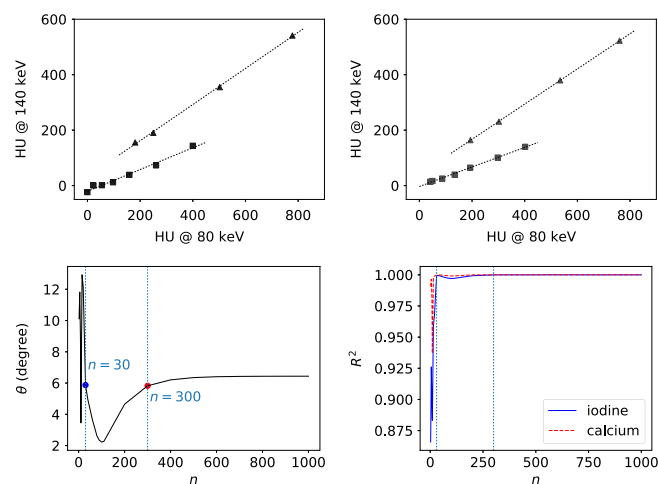 600
400
200
0
HU @ 140 keV
0 200 400 600 800
HU @ 80 keV
600
400
200
0
HU @ 140 keV
0 200 400 600 800
HU @ 80 keV
12
10
8
6
4
2
θ (degree)
n = 30
n = 300
0 200 400 600 800 1000
n
1.000
0.975
0.950
0.925
0.900
0.875
R²
iodine
calcium
0 250 500 750 1000
n